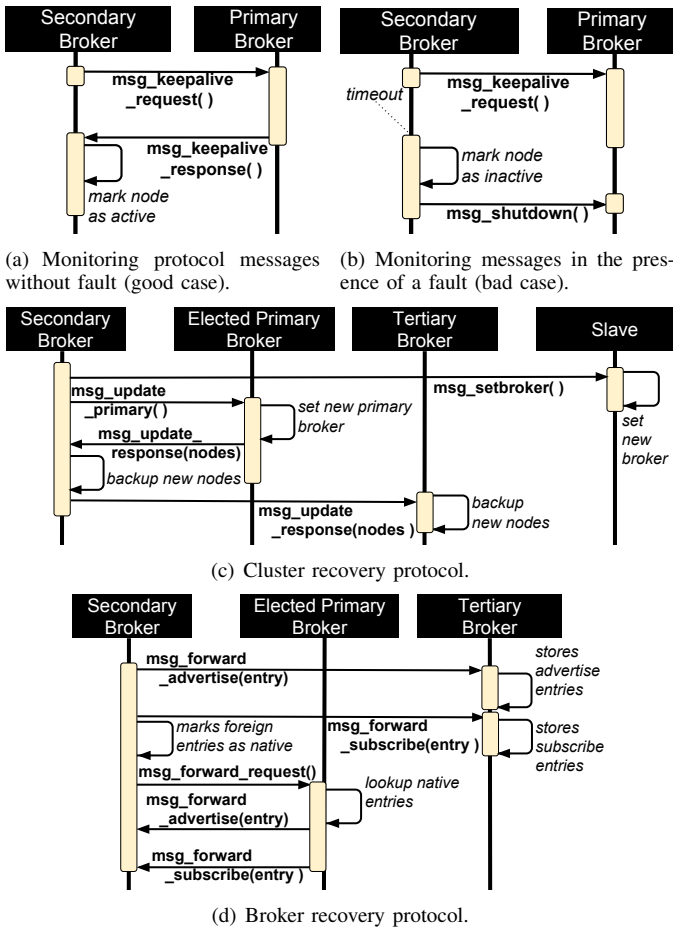 Secondary Broker
Primary Broker
msg_keepalive
_request( )
msg_keepalive
_response( )
mark node
as active
(a) Monitoring protocol messages
without fault (good case).
Secondary Broker
Primary Broker
msg_keepalive
_request( )
timeout
mark node
as inactive
msg_shutdown( )
(b) Monitoring messages in the pres-
ence of a fault (bad case).
Secondary Broker
Elected Primary Broker
Tertiary Broker
Slave
msg_setbroker( )
msg_update
_primary( )
set new primary
broker
set
new
broker
msg_update_
response(nodes)
backup new nodes
msg_update
_response(nodes )
backup
new nodes
(c) Cluster recovery protocol.
Secondary Broker
Elected Primary Broker
Tertiary Broker
msg_forward
_advertise(entry)
stores
advertise
entries
marks foreign
entries as native
msg_forward
_subscribe(entry )
stores
subscribe
entries
msg_forward_request()
lookup native
entries
msg_forward
_advertise(entry)
msg_forward
_subscribe(entry )
(d) Broker recovery protocol.